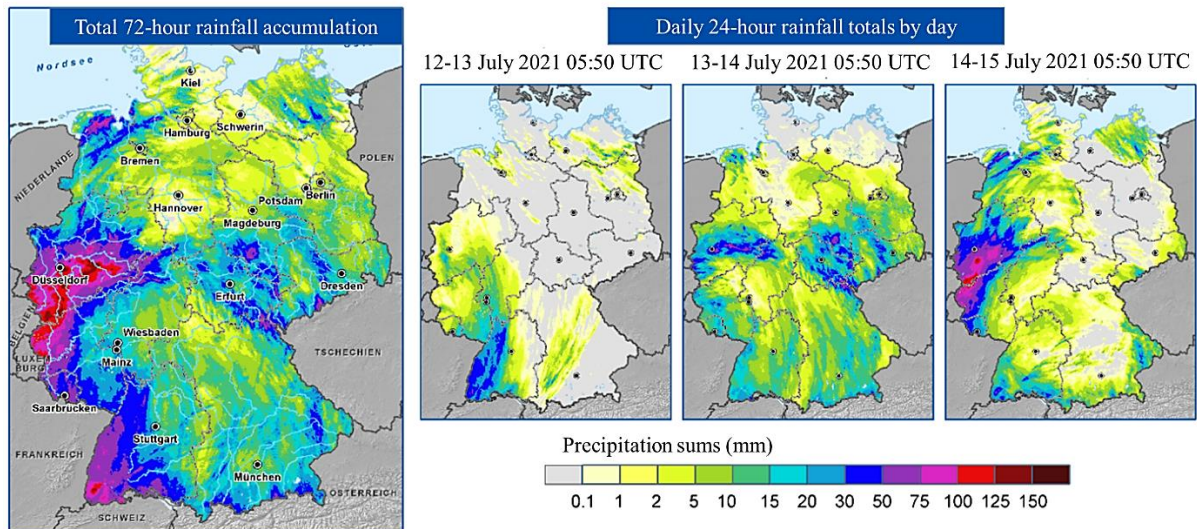 Total 72-hour rainfall accumulation
Daily 24-hour rainfall totals by day
12-13 July 2021 05:50 UTC
13-14 July 2021 05:50 UTC
14-15 July 2021 05:50 UTC
Nordsee
Kiel
Hamburg
Schwerin
Bremen
POLEN
NIEDERLANDE
Hannover
Potsdam
Berlin
Magdeburg
Düsseldorf
Erfurt
Dresden
BELGIEN
LUXEM
BURG
Wiesbaden
Mainz
TSCHECHIEN
Saarbrücken
Stuttgart
FRANKREICH
München
ÖSTERREICH
SCHWEIZ
Precipitation sums (mm)
0.1 1 2 5 10 15 20 30 50 75 100 125 150